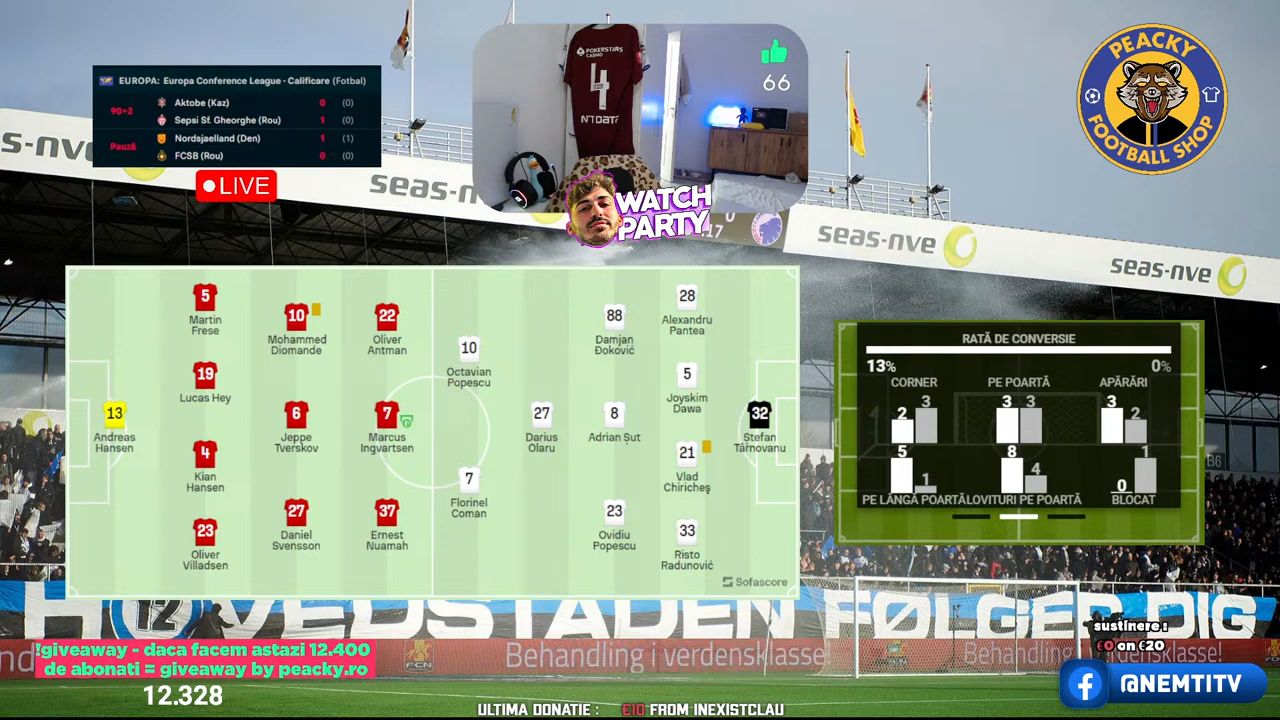 EUROPA: Europa Conference League - Calificare (Fotbal)
90+2
Aktobe (Kaz) 0 (0)
Sepsi Sf. Gheorghe (Rou) 1 (0)
Pauză
Nordsjaelland (Den) 1 (1)
FCSB (Rou) 0 (0)
LIVE
POKERSTARS
CASINO
4
66
WATCH
PARTY
PEACKY
FOOTBALL SHOP
s-nv
seas-n
seas-nve
seas-nve
0
17
5
Martin
Frese
10
Mohammed
Diomande
22
Oliver
Antman
10
Octavian
Popescu
88
Damjan
Đoković
28
Alexandru
Pantea
19
Lucas Hey
5
Joyskim
Dawa
13
Andreas
Hansen
6
Jeppe
Tverskov
7
Marcus
Ingvartsen
27
Darius
Olaru
8
Adrian Șut
32
Stefan
Târnovanu
4
Kian
Hansen
7
Florinel
Coman
21
Vlad
Chiricheș
23
Oliver
Villadsen
27
Daniel
Svensson
37
Ernest
Nuamah
23
Ovidiu
Popescu
33
Risto
Radunović
Sofascore
RATĂ DE CONVERSIE
13% 0%
CORNER PE POARTĂ APĂRĂRI
2 3 3 3 3 2
5 1 8 4 0 1
PE LÂNGĂ POARTĂ LOVITURI PE POARTĂ BLOCAT
B6
12
HOVEDSTADEN FØLGER DIG
FCN
Behandling i verdensklasse!
FCN
Behandling i verdensklasse!
!giveaway - daca facem astazi 12.400
de abonati = giveaway by peacky.ro
12.328
sustinere :
€0 on €20
@NEMTITV
ULTIMA DONATIE : €10 FROM INEXISTCLAU